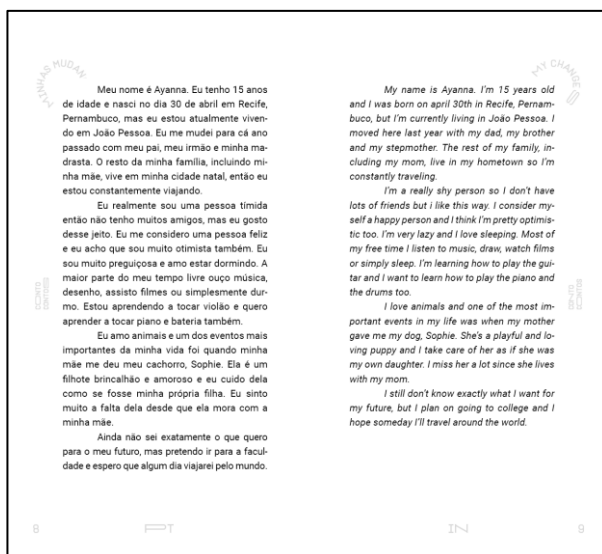 MINHAS MUDAN
Meu nome é Ayanna. Eu tenho 15 anos
de idade e nasci no dia 30 de abril em Recife,
Pernambuco, mas eu estou atualmente viven-
do em João Pessoa. Eu me mudei para cá ano
passado com meu pai, meu irmão e minha ma-
drasta. O resto da minha família, incluindo mi-
nha mãe, vive em minha cidade natal, então eu
estou constantemente viajando.
Eu realmente sou uma pessoa tímida
então não tenho muitos amigos, mas eu gosto
desse jeito. Eu me considero uma pessoa feliz
e eu acho que sou muito otimista também. Eu
sou muito preguiçosa e amo estar dormindo. A
maior parte do meu tempo livre ouço música,
desenho, assisto filmes ou simplesmente dur-
mo. Estou aprendendo a tocar violão e quero
aprender a tocar piano e bateria também.
Eu amo animais e um dos eventos mais
importantes da minha vida foi quando minha
mãe me deu meu cachorro, Sophie. Ela é um
filhote brincalhão e amoroso e eu cuido dela
como se fosse minha própria filha. Eu sinto
muito a falta dela desde que ela mora com a
minha mãe.
Ainda não sei exatamente o que quero
para o meu futuro, mas pretendo ir para a facul-
dade e espero que algum dia viajarei pelo mundo.
8
PT
MY CHANGES
My name is Ayanna. I'm 15 years old
and I was born on april 30th in Recife, Pernam-
buco, but I'm currently living in João Pessoa. I
moved here last year with my dad, my brother
and my stepmother. The rest of my family, in-
cluding my mom, live in my hometown so I'm
constantly traveling.
I'm a really shy person so I don't have
lots of friends but i like this way. I consider my-
self a happy person and I think I'm pretty optimis-
tic too. I'm very lazy and I love sleeping. Most of
my free time I listen to music, draw, watch films
or simply sleep. I'm learning how to play the gui-
tar and I want to learn how to play the piano and
the drums too.
I love animals and one of the most im-
portant events in my life was when my mother
gave me my dog, Sophie. She's a playful and lo-
ving puppy and I take care of her as if she was
my own daughter. I miss her a lot since she lives
with my mom.
I still don't know exactly what I want for
my future, but I plan on going to college and I
hope someday I'll travel around the world.
IN
9